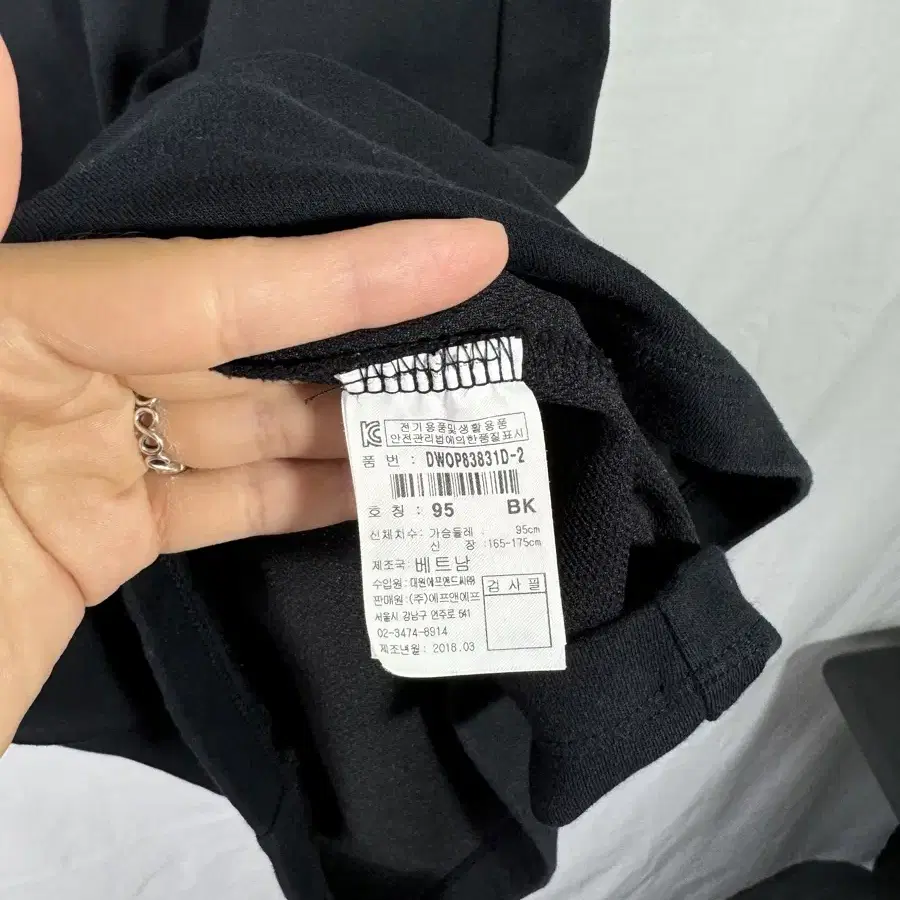 전기용품및생활용품
안전관리법에의한품질표시
품 번 : DWOP83831D-2
호 칭 : 95 BK
신체치수: 가슴둘레 : 95cm
신 장 :165-175cm
제조국: 베트남
수입원: 대원에프앤드씨㈜
판매원: (주)에프앤에프
검 사 필
서울시 강남구 언주로 541
02-3474-8914
제조년월 : 2018.03